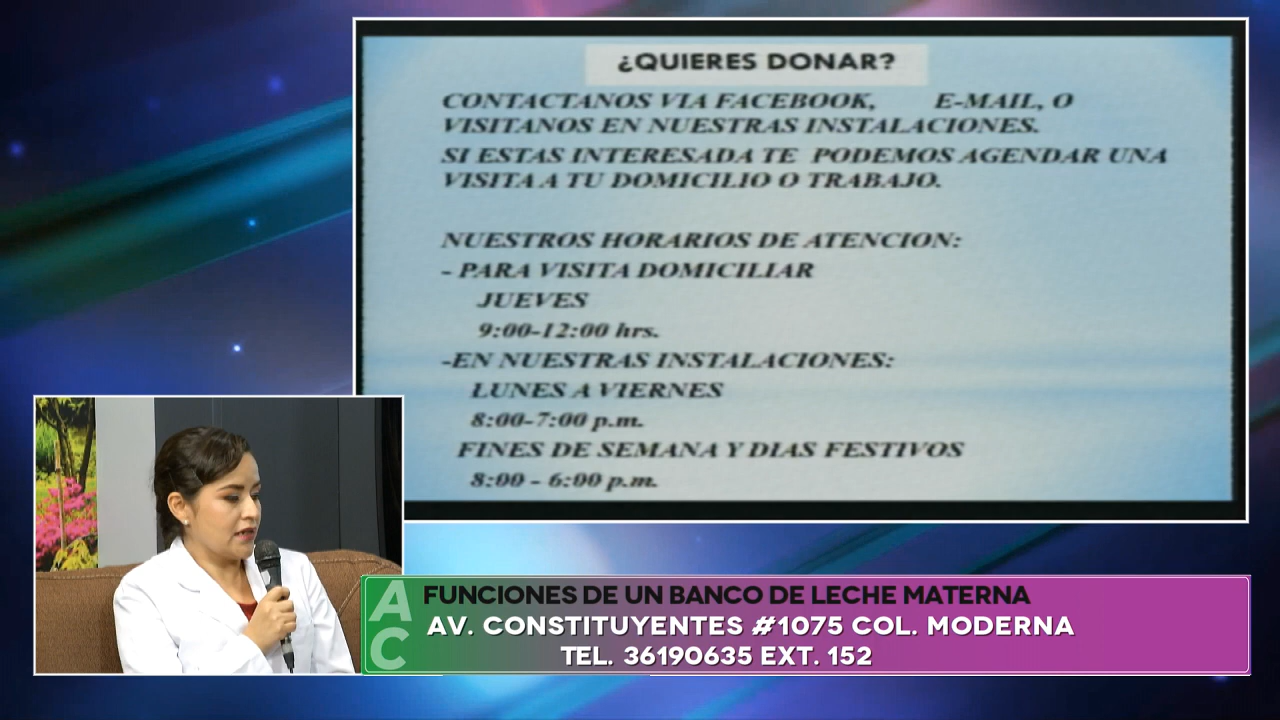 ¿QUIERES DONAR?
CONTACTANOS VIA FACEBOOK, E-MAIL, O
VISITANOS EN NUESTRAS INSTALACIONES.
SI ESTAS INTERESADA TE PODEMOS AGENDAR UNA
VISITA A TU DOMICILIO O TRABAJO.
NUESTROS HORARIOS DE ATENCION:
- PARA VISITA DOMICILIAR
JUEVES
9:00-12:00 hrs.
-EN NUESTRAS INSTALACIONES:
LUNES A VIERNES
8:00-7:00 p.m.
FINES DE SEMANA Y DIAS FESTIVOS
8:00 - 6:00 p.m.
AC
FUNCIONES DE UN BANCO DE LECHE MATERNA
AV. CONSTITUYENTES #1075 COL. MODERNA
TEL. 36190635 EXT. 152